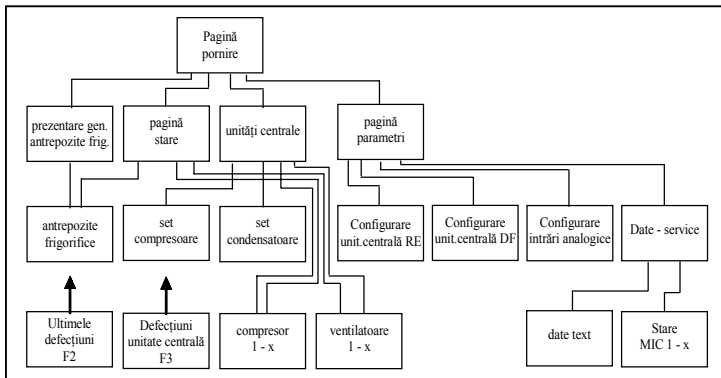 Pagină
pornire
prezentare gen.
antrepozite frig.
pagină
stare
unități centrale
pagină
parametri
antrepozite
frigorifice
set
compresoare
set
condensatoare
Configurare
unit.centrală RE
Configurare
unit.centrală DF
Configurare
intrări analogice
Date - service
Ultimele
defecțiuni
F2
Defecțiuni
unitate centrală
F3
compresor
1 - x
ventilatoare
1 - x
date text
Stare
MIC 1 - x